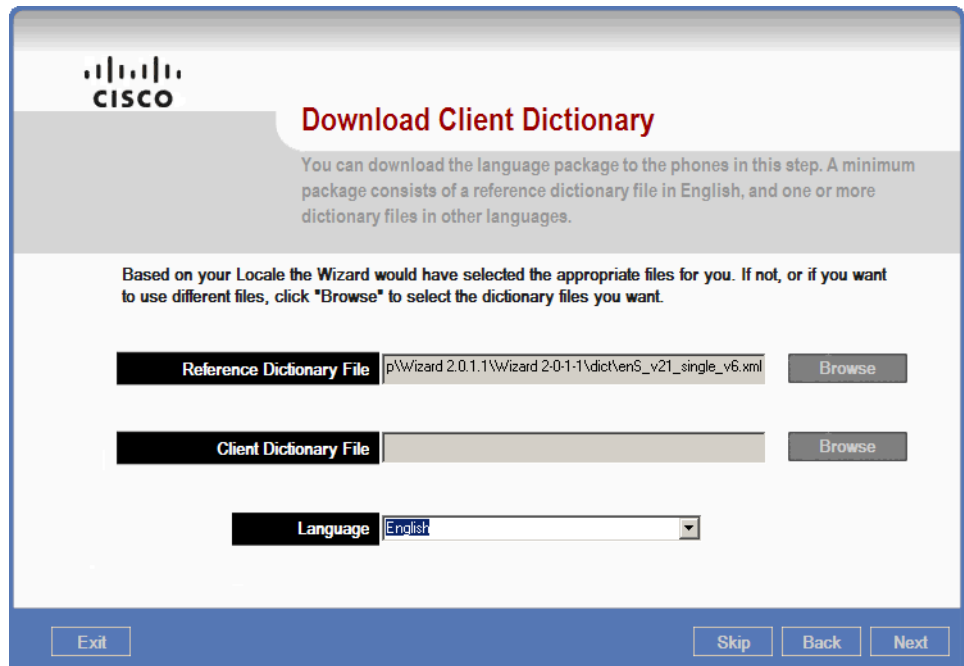 CISCO
Download Client Dictionary
You can download the language package to the phones in this step. A minimum
package consists of a reference dictionary file in English, and one or more
dictionary files in other languages.
Based on your Locale the Wizard would have selected the appropriate files for you. If not, or if you want
to use different files, click "Browse" to select the dictionary files you want.
Reference Dictionary File p\Wizard 2.0.1.1\Wizard 2-0-1-1\dict\enS_v21_single_v6.xml Browse
Client Dictionary File Browse
Language English
Exit Skip Back Next